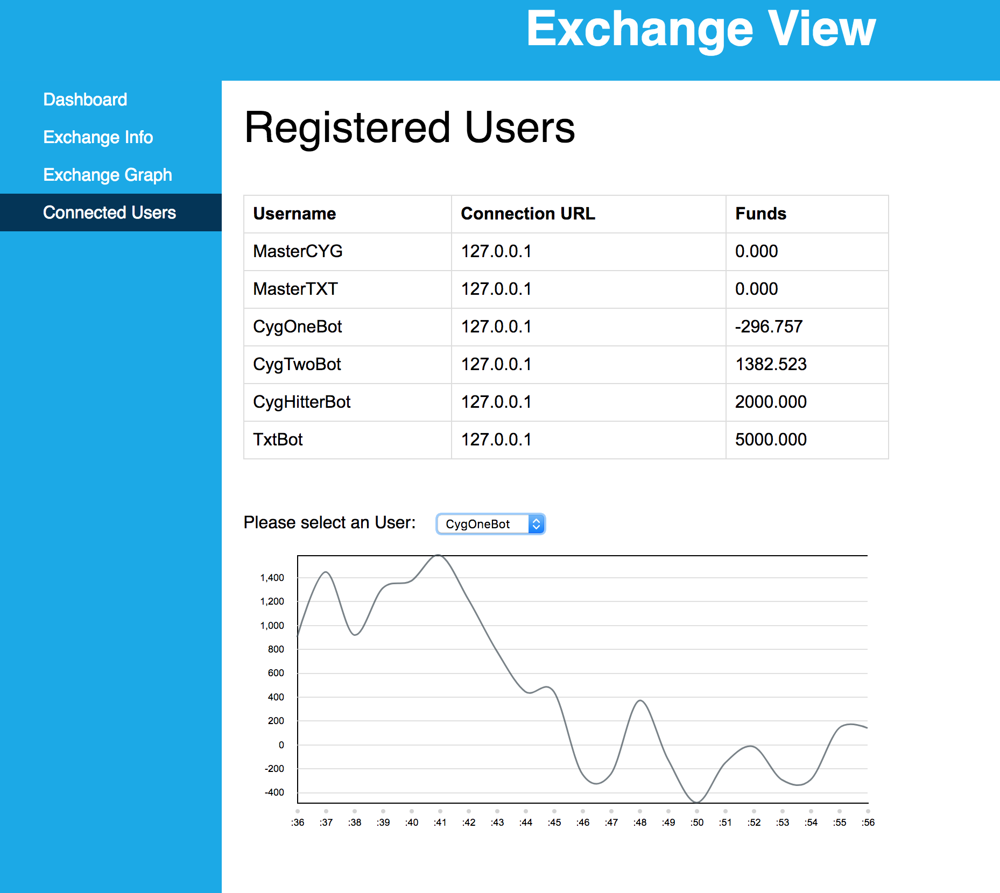 Exchange View
Dashboard
Exchange Info
Exchange Graph
Connected Users
Registered Users
Username Connection URL Funds
MasterCYG 127.0.0.1 0.000
MasterTXT 127.0.0.1 0.000
CygOneBot 127.0.0.1 -296.757
CygTwoBot 127.0.0.1 1382.523
CygHitterBot 127.0.0.1 2000.000
TxtBot 127.0.0.1 5000.000
Please select an User: CygOneBot
1,400
1,200
1,000
800
600
400
200
0
-200
-400
:36 :37 :38 :39 :40 :41 :42 :43 :44 :45 :46 :47 :48 :49 :50 :51 :52 :53 :54 :55 :56